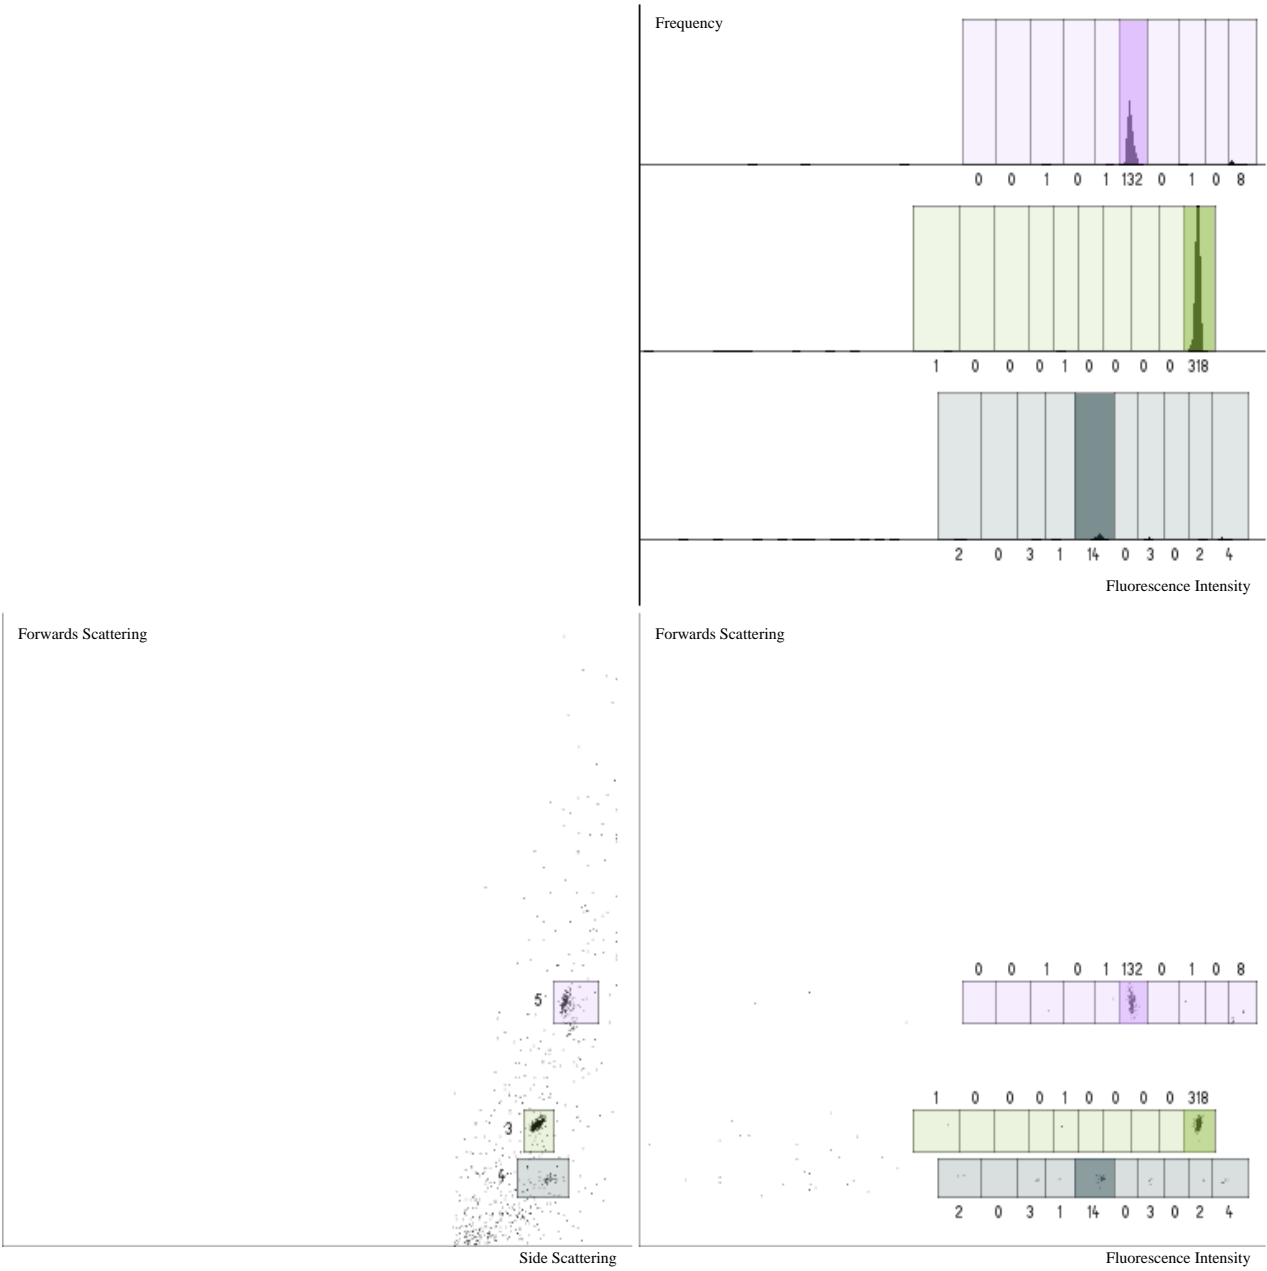 Frequency
0 0 1 0 1 132 0 1 0 8
1 0 0 0 1 0 0 0 0 318
2 0 3 1 14 0 3 0 2 4
Fluorescence Intensity
Forwards Scattering
5
3
4
Side Scattering
Forwards Scattering
0 0 1 0 1 132 0 1 0 8
1 0 0 0 1 0 0 0 0 318
2 0 3 1 14 0 3 0 2 4
Fluorescence Intensity